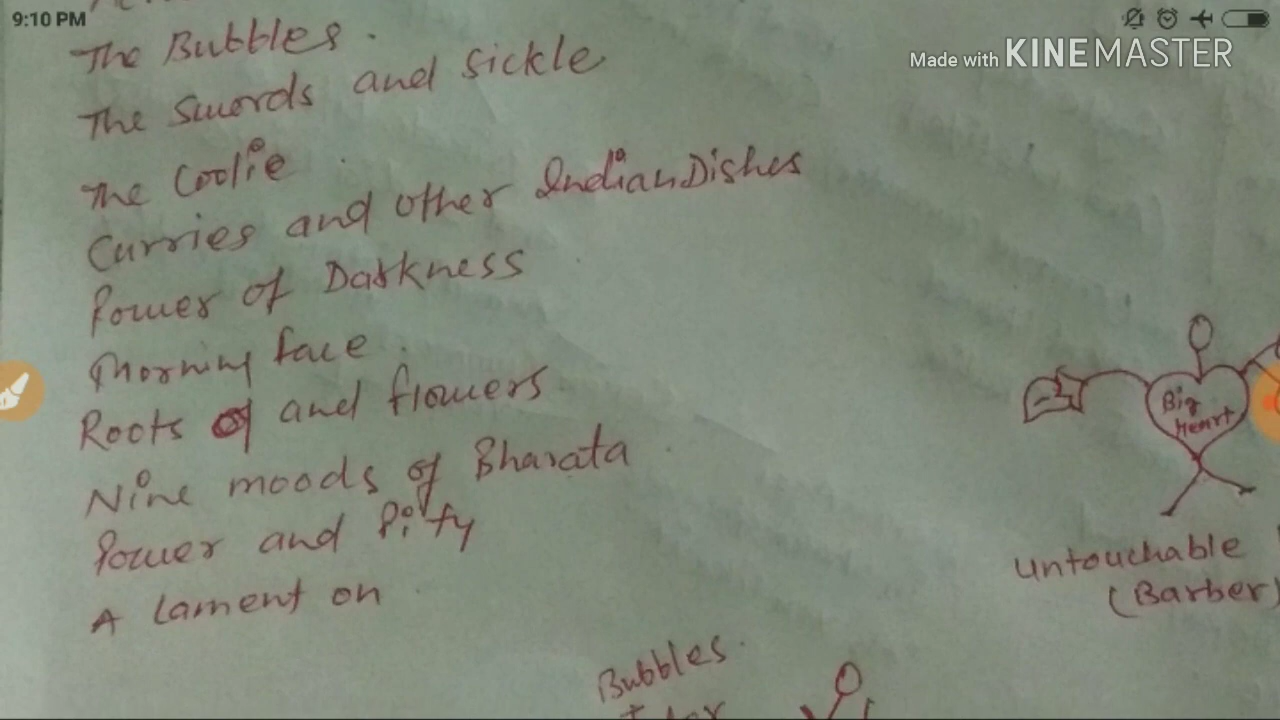 9:10 PM
Made with KINEMASTER
The Bubbles.
The Swords and Sickle
The Coolie
Curries and other Indian Dishes
Power of Darkness
Morning face.
Roots of and flowers
Nine moods of Bharata
Power and Pity
A lament on
Big
Heart
Untouchable
(Barber)
Bubbles.